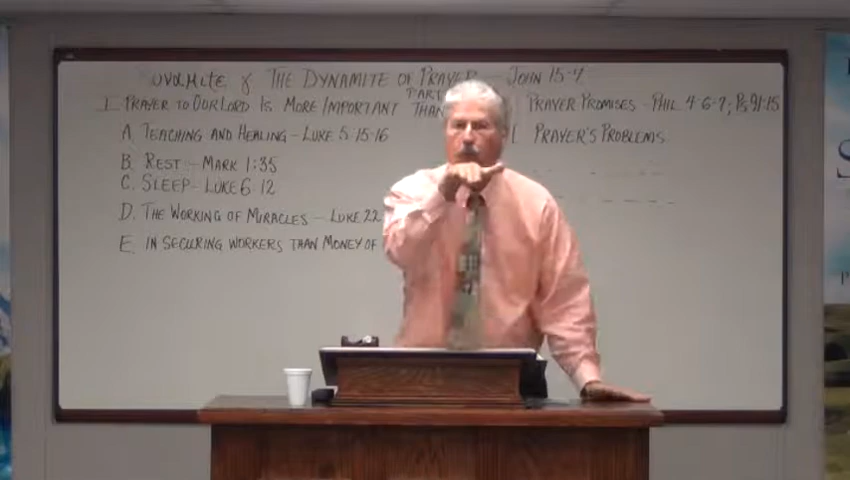 THE DYNAMITE OF PRAYER - JOHN 15-7
PART
I. PRAYER TO OUR LORD IS MORE IMPORTANT THAN
A. TEACHING AND HEALING - LUKE 5-15-16
B. REST - MARK 1:35
C. SLEEP - LUKE 6-12
D. THE WORKING OF MIRACLES - LUKE 22
E. IN SECURING WORKERS THAN MONEY OF
PRAYER PROMISES - PHIL 4-6-7; PS 91-15
PRAYER'S PROBLEMS
S